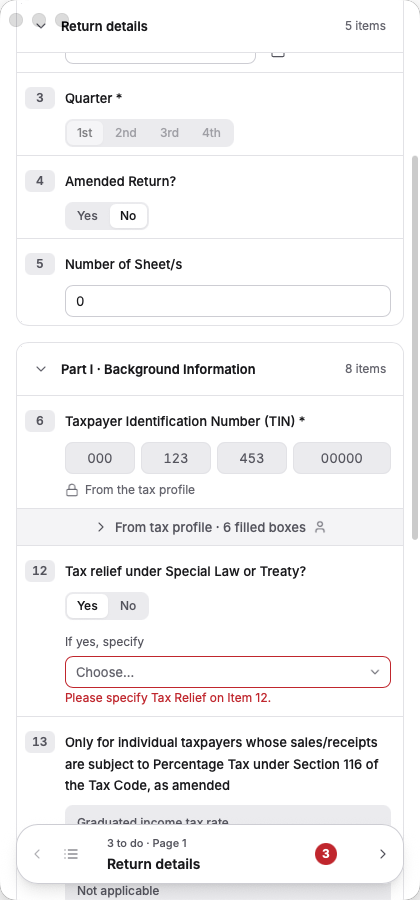 Return details
5 items
3
Quarter *
1st 2nd 3rd 4th
4
Amended Return?
Yes No
5
Number of Sheet/s
0
Part I · Background Information
8 items
6
Taxpayer Identification Number (TIN) *
000 123 453 00000
From the tax profile
From tax profile · 6 filled boxes
12
Tax relief under Special Law or Treaty?
Yes No
If yes, specify
Choose...
Please specify Tax Relief on Item 12.
13
Only for individual taxpayers whose sales/receipts
are subject to Percentage Tax under Section 116 of
the Tax Code, as amended
Graduated income tax rate
3 to do · Page 1
Return details
3
Not applicable